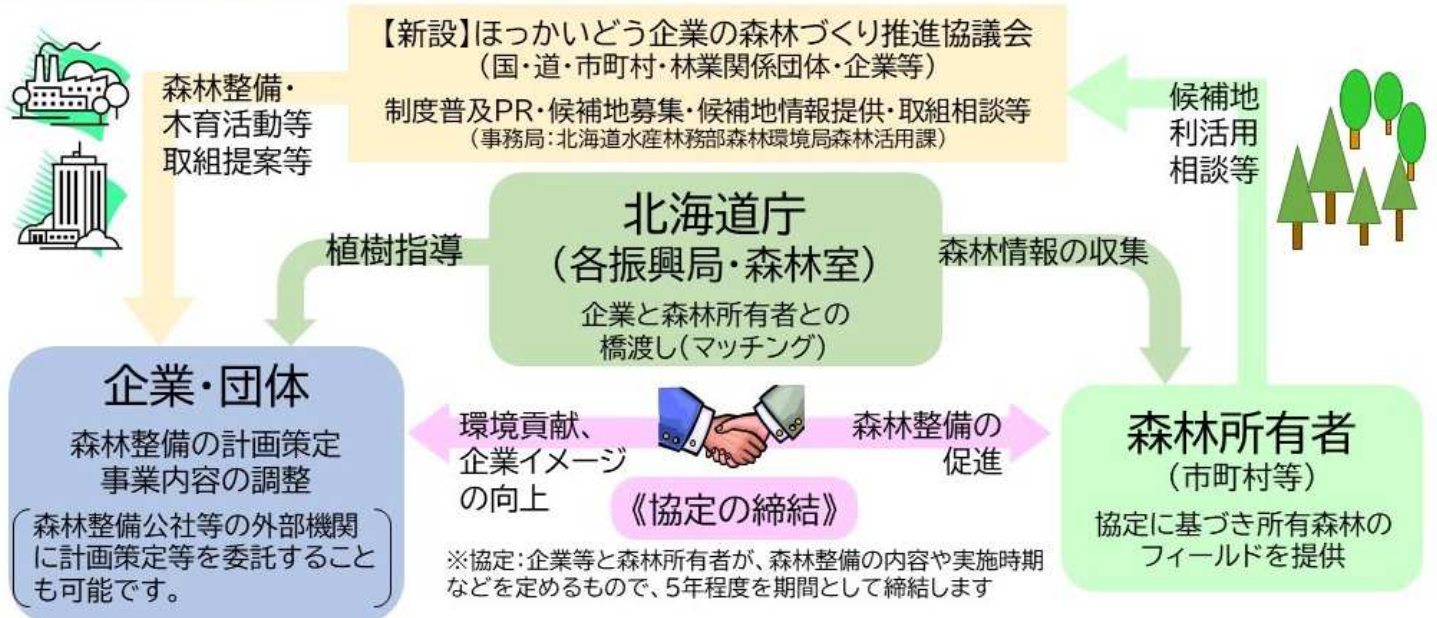 【新設】ほっかいどう企業の森林づくり推進協議会
(国・道・市町村・林業関係団体・企業等)
制度普及PR・候補地募集・候補地情報提供・取組相談等
(事務局:北海道水産林務部森林環境局森林活用課)
森林整備・
木育活動等
取組提案等
候補地
利活用
相談等
北海道庁
(各振興局・森林室)
企業と森林所有者との
橋渡し(マッチング)
植樹指導
森林情報の収集
企業・団体
森林整備の計画策定
事業内容の調整
森林整備公社等の外部機関
に計画策定等を委託すること
も可能です。
環境貢献、
企業イメージ
の向上
森林整備の
促進
《協定の締結》
※協定:企業等と森林所有者が、森林整備の内容や実施時期
などを定めるもので、5年程度を期間として締結します
森林所有者
(市町村等)
協定に基づき所有森林の
フィールドを提供